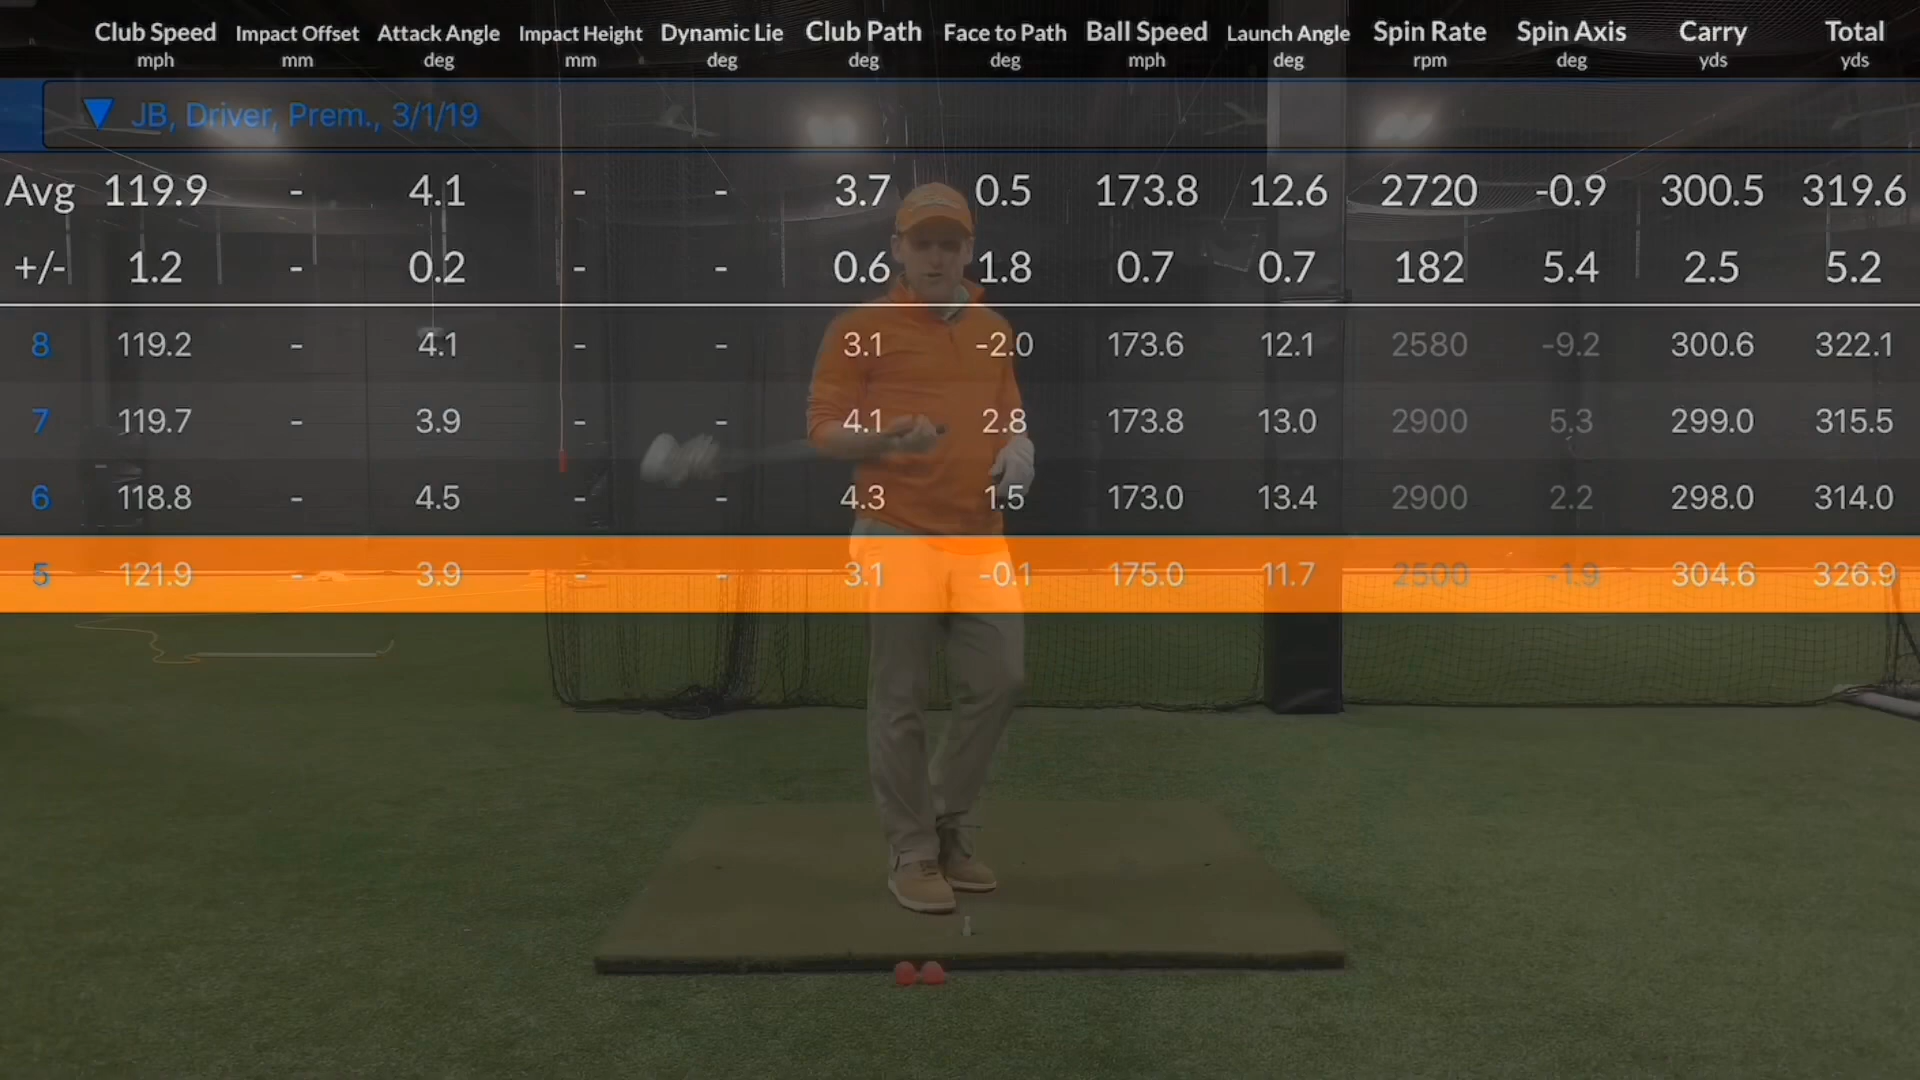 Club Speed Impact Offset Attack Angle Impact Height Dynamic Lie Club Path Face to Path Ball Speed Launch Angle Spin Rate Spin Axis Carry Total
mph mm deg mm deg deg deg mph deg rpm deg yds yds
JB, Driver, Prem., 3/1/19
Avg 119.9 - 4.1 - - 3.7 0.5 173.8 12.6 2720 -0.9 300.5 319.6
+/- 1.2 - 0.2 - - 0.6 1.8 0.7 0.7 182 5.4 2.5 5.2
8 119.2 - 4.1 - - 3.1 -2.0 173.6 12.1 2580 -9.2 300.6 322.1
7 119.7 - 3.9 - - 4.1 2.8 173.8 13.0 2900 5.3 299.0 315.5
6 118.8 - 4.5 - - 4.3 1.5 173.0 13.4 2900 2.2 298.0 314.0
5 121.9 - 3.9 - - 3.1 -0.1 175.0 11.7 2500 -1.9 304.6 326.9